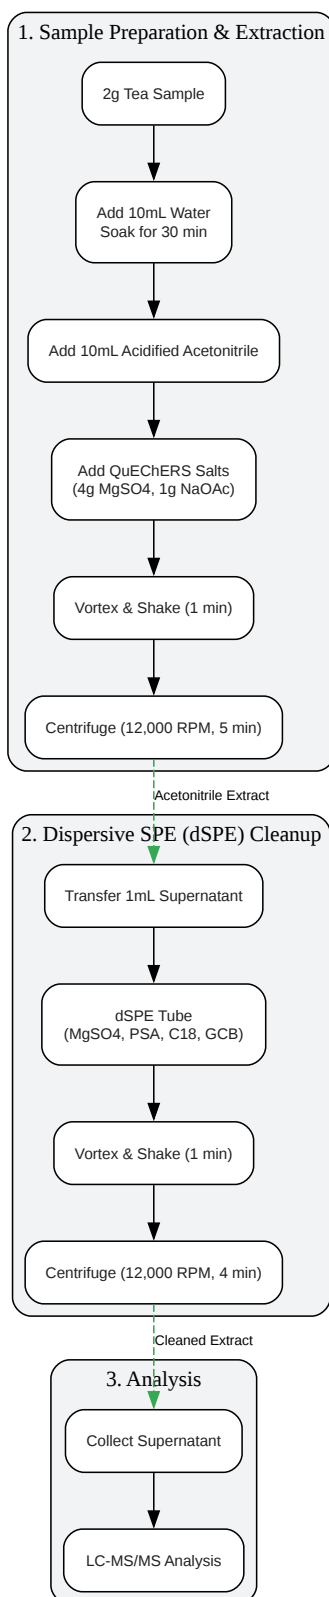 1. Sample Preparation & Extraction
2g Tea Sample
Add 10mL Water
Soak for 30 min
Add 10mL Acidified Acetonitrile
Add QuEChERS Salts
(4g MgSO4, 1g NaOAc)
Vortex & Shake (1 min)
Centrifuge (12,000 RPM, 5 min)
Acetonitrile Extract
2. Dispersive SPE (dSPE) Cleanup
Transfer 1mL Supernatant
dSPE Tube
(MgSO4, PSA, C18, GCB)
Vortex & Shake (1 min)
Centrifuge (12,000 RPM, 4 min)
Cleaned Extract
3. Analysis
Collect Supernatant
LC-MS/MS Analysis